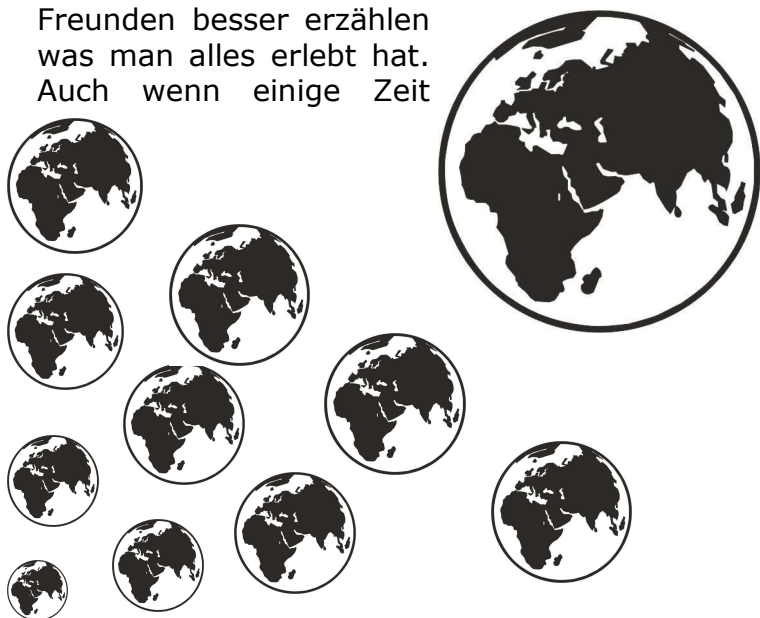 Freunden besser erzählen
was man alles erlebt hat.
Auch wenn einige Zeit